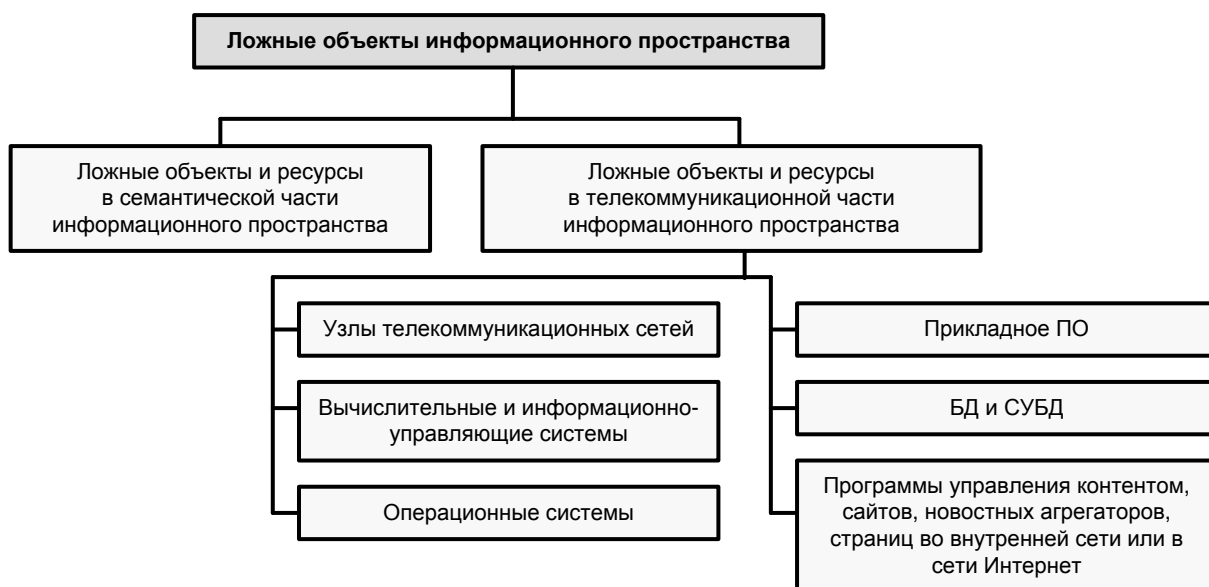 Ложные объекты информационного пространства
Ложные объекты и ресурсы
в семантической части
информационного пространства
Ложные объекты и ресурсы
в телекоммуникационной части
информационного пространства
Узлы телекоммуникационных сетей
Вычислительные и информационно-
управляющие системы
Операционные системы
Прикладное ПО
БД и СУБД
Программы управления контентом,
сайтов, новостных агрегаторов,
страниц во внутренней сети или в
сети Интернет